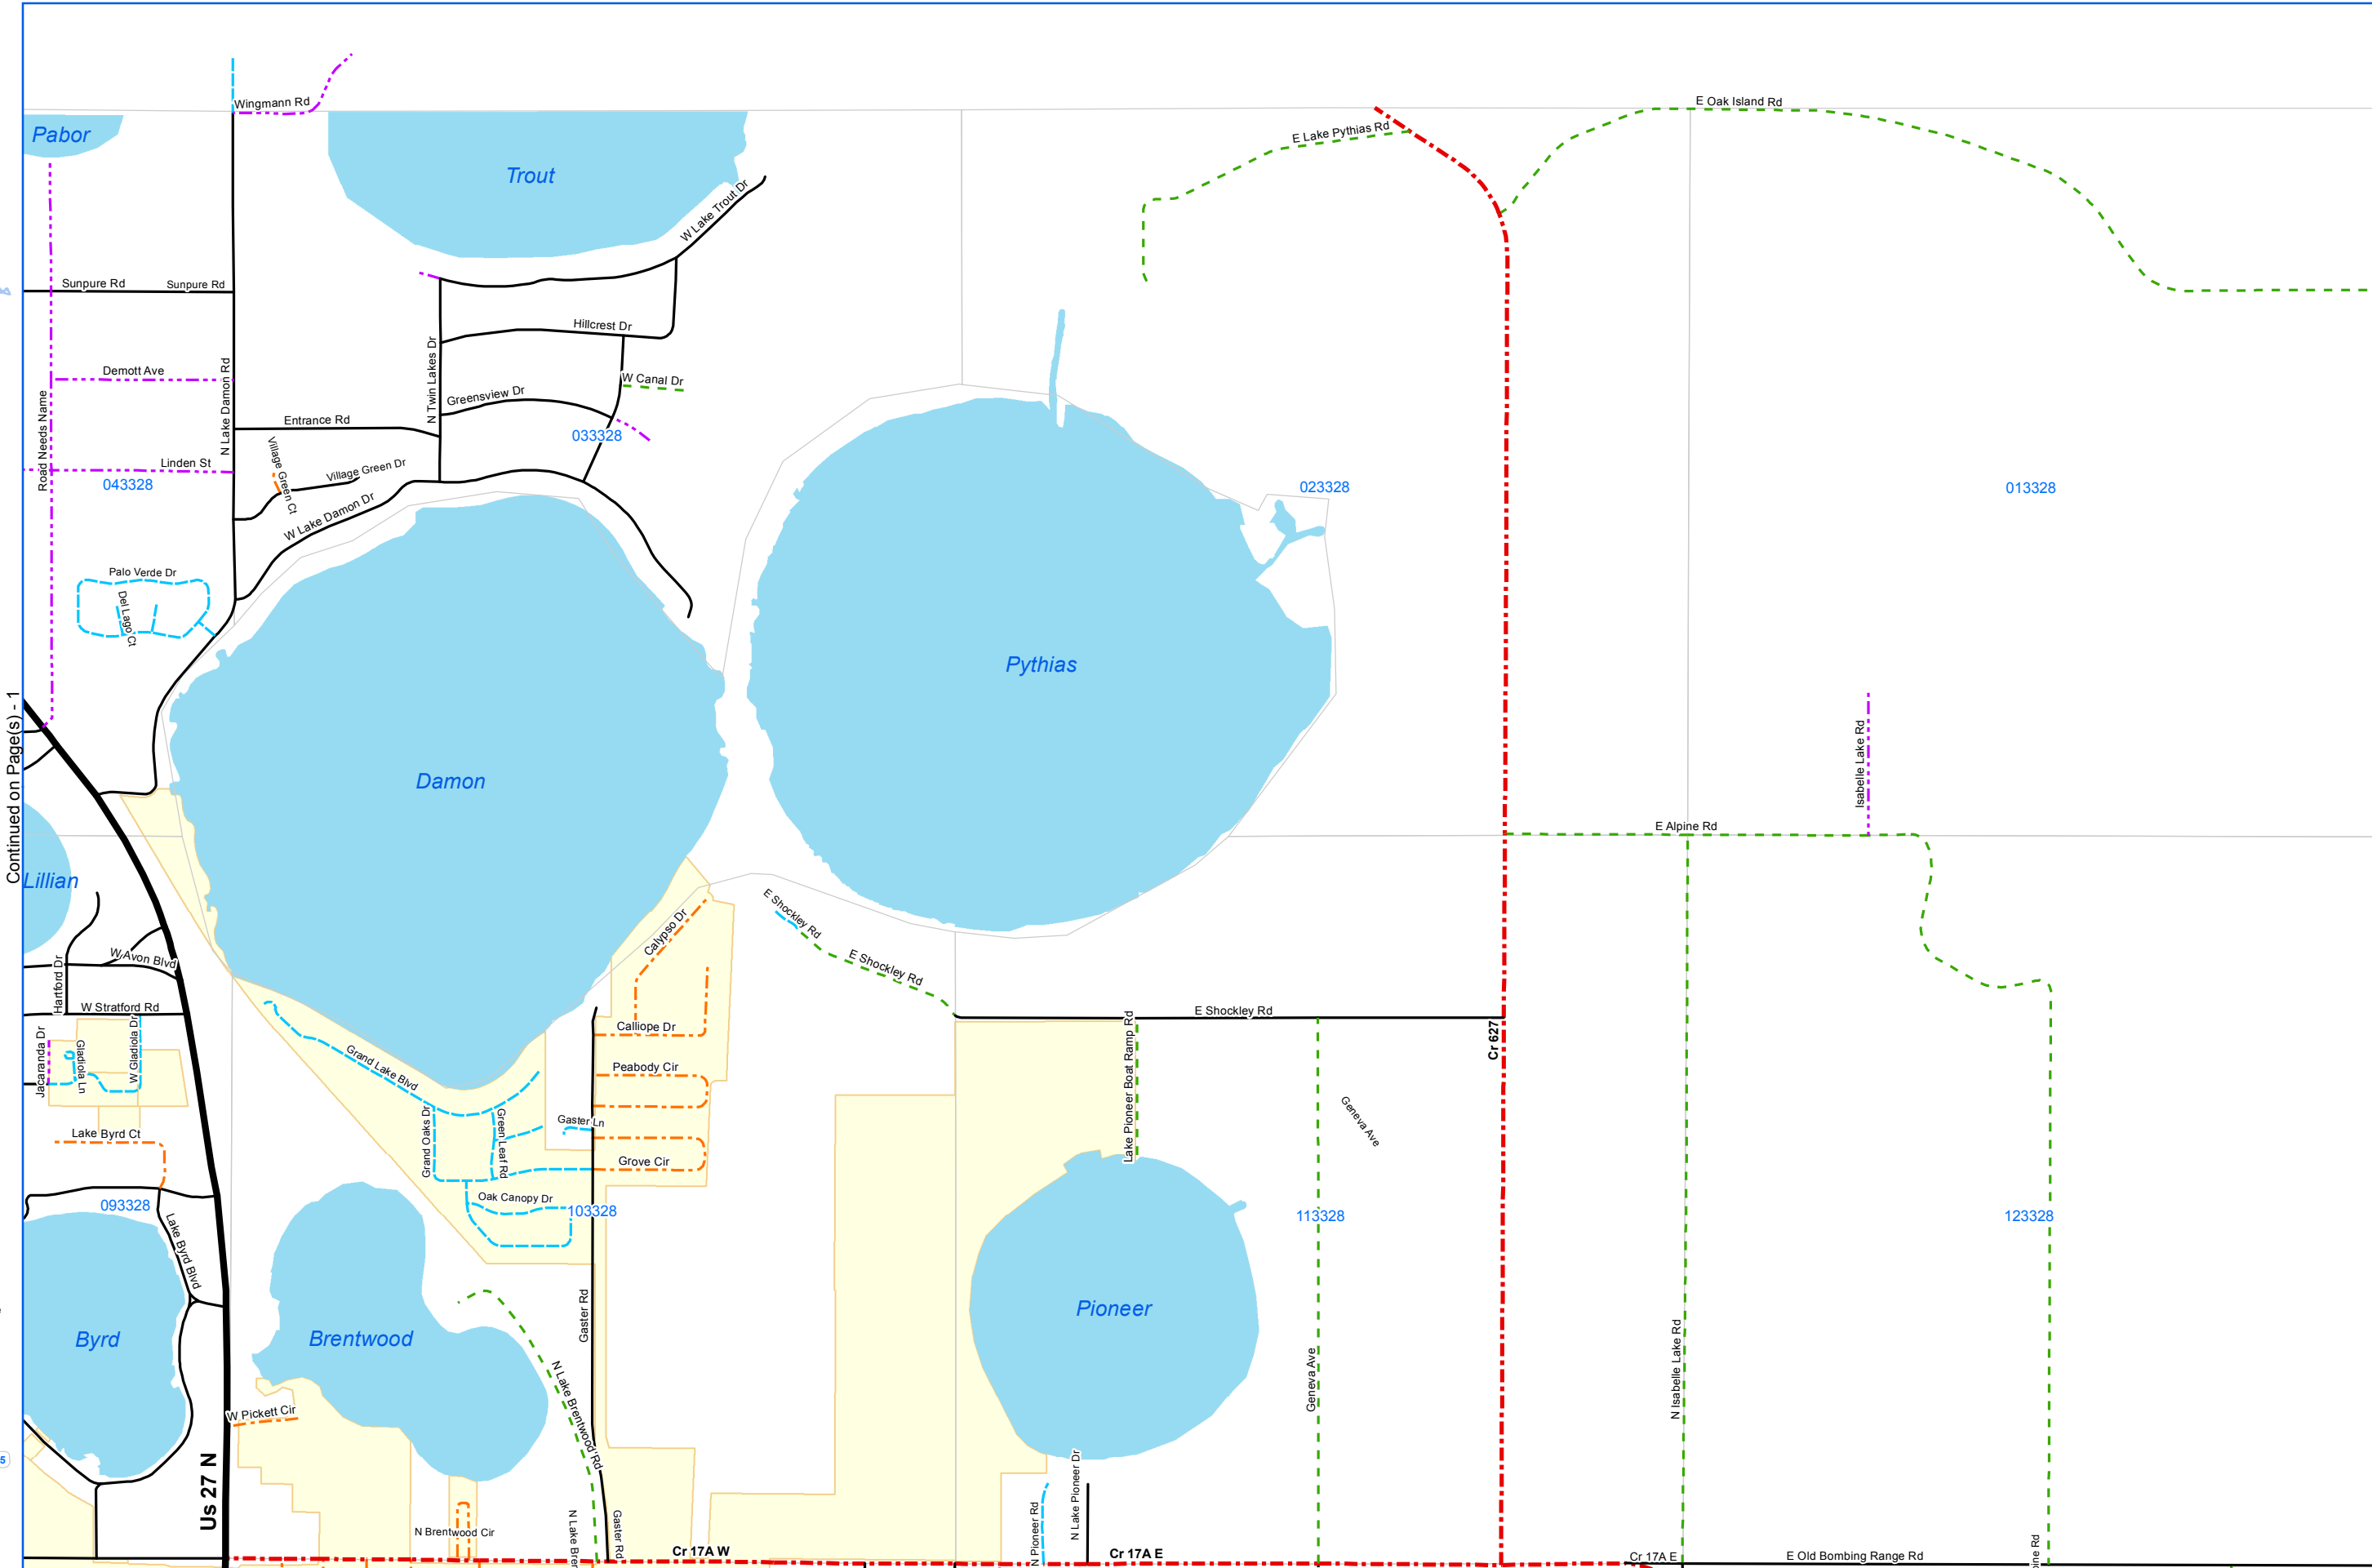 Wingmann Rd
E Oak Island Rd
Pabor
E Lake Pythias Rd
Trout
W Lake Trout Dr
Sunpure Rd
Sunpure Rd
Hillcrest Dr
Demott Ave
N Lake Damon Rd
N Twin Lakes Dr
W Canal Dr
Greensview Dr
Entrance Rd
033328
Road Needs Name
Linden St
Village Green Ct
Village Green Dr
043328
023328
013328
W Lake Damon Dr
Palo Verde Dr
Del Lago Ct
Pythias
Continued on Page(s) - 1
Damon
Isabelle Lake Rd
E Alpine Rd
Lillian
Calypso Dr
E Shockley Rd
E Shockley Rd
W Avon Blvd
Hartford Dr
W Stratford Rd
E Shockley Rd
Cr 627
Calliope Dr
Jacaranda Dr
Gladiola Ln
W Gladiola Dr
Grand Lake Blvd
Peabody Cir
Lake Pioneer Boat Ramp Rd
Geneva Ave
Lake Byrd Ct
Grand Oaks Dr
Green Leaf Rd
Gaster Ln
Grove Cir
Oak Canopy Dr
093328
103328
113328
123328
Lake Byrd Blvd
Gaster Rd
Pioneer
Byrd
Brentwood
N Lake Brentwood Rd
Geneva Ave
N Isabelle Lake Rd
W Pickett Cir
Us 27 N
N Brentwood Cir
N Lake Bren
Gaster Rd
N Pioneer Rd
N Lake Pioneer Dr
Cr 17A W
Cr 17A E
Cr 17A E
E Old Bombing Range Rd
pine Rd
5